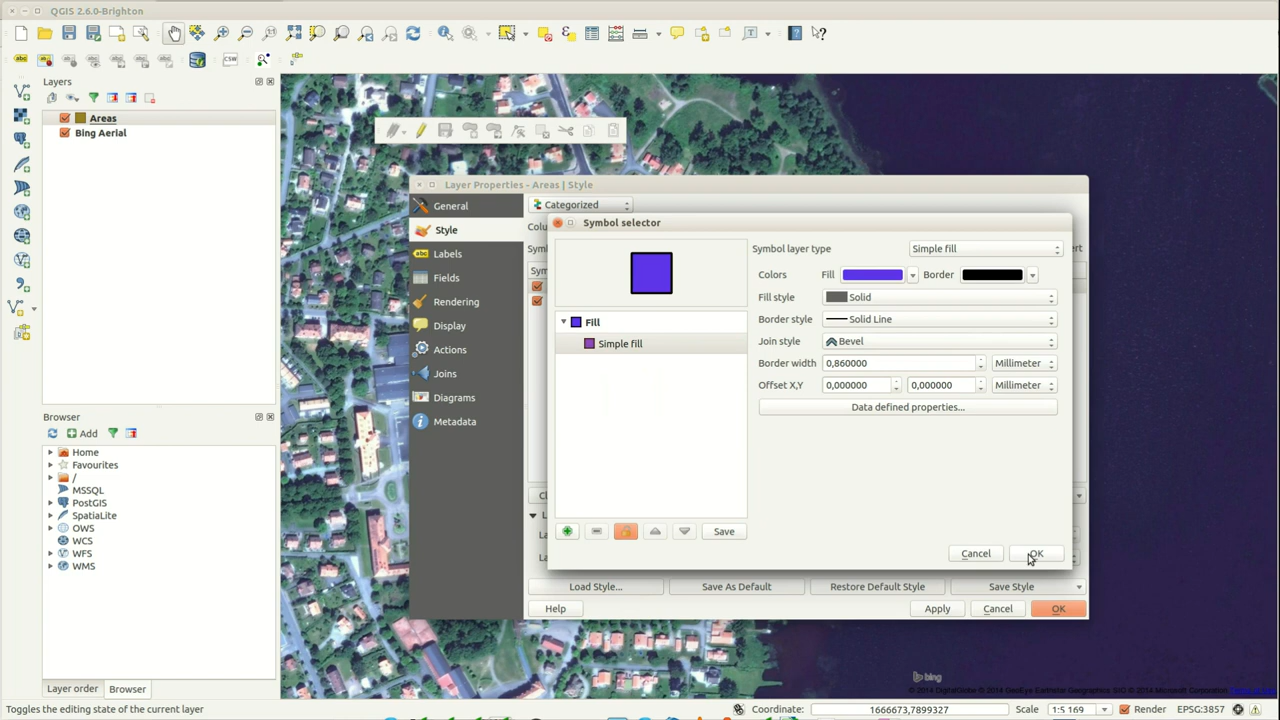 QGIS 2.6.0-Brighton
CSW
Layers
Areas
Bing Aerial
Browser
Add
Home
Favourites
/
MSSQL
PostGIS
SpatiaLite
OWS
WCS
WFS
WMS
Layer order
Browser
Layer Properties - Areas | Style
General
Style
Labels
Fields
Rendering
Display
Actions
Joins
Diagrams
Metadata
Categorized
Symbol selector
Fill
Simple fill
Save
Symbol layer type
Simple fill
Colors
Fill
Border
Fill style
Solid
Border style
Solid Line
Join style
Bevel
Border width
0,860000
Millimeter
Offset X,Y
0,000000
0,000000
Millimeter
Data defined properties...
Cancel
OK
Load Style...
Save As Default
Restore Default Style
Save Style
Help
Apply
Cancel
OK
bing
Toggles the editing state of the current layer
Coordinate:
1666673,7899327
Scale
1:5 169
Render
EPSG:3857